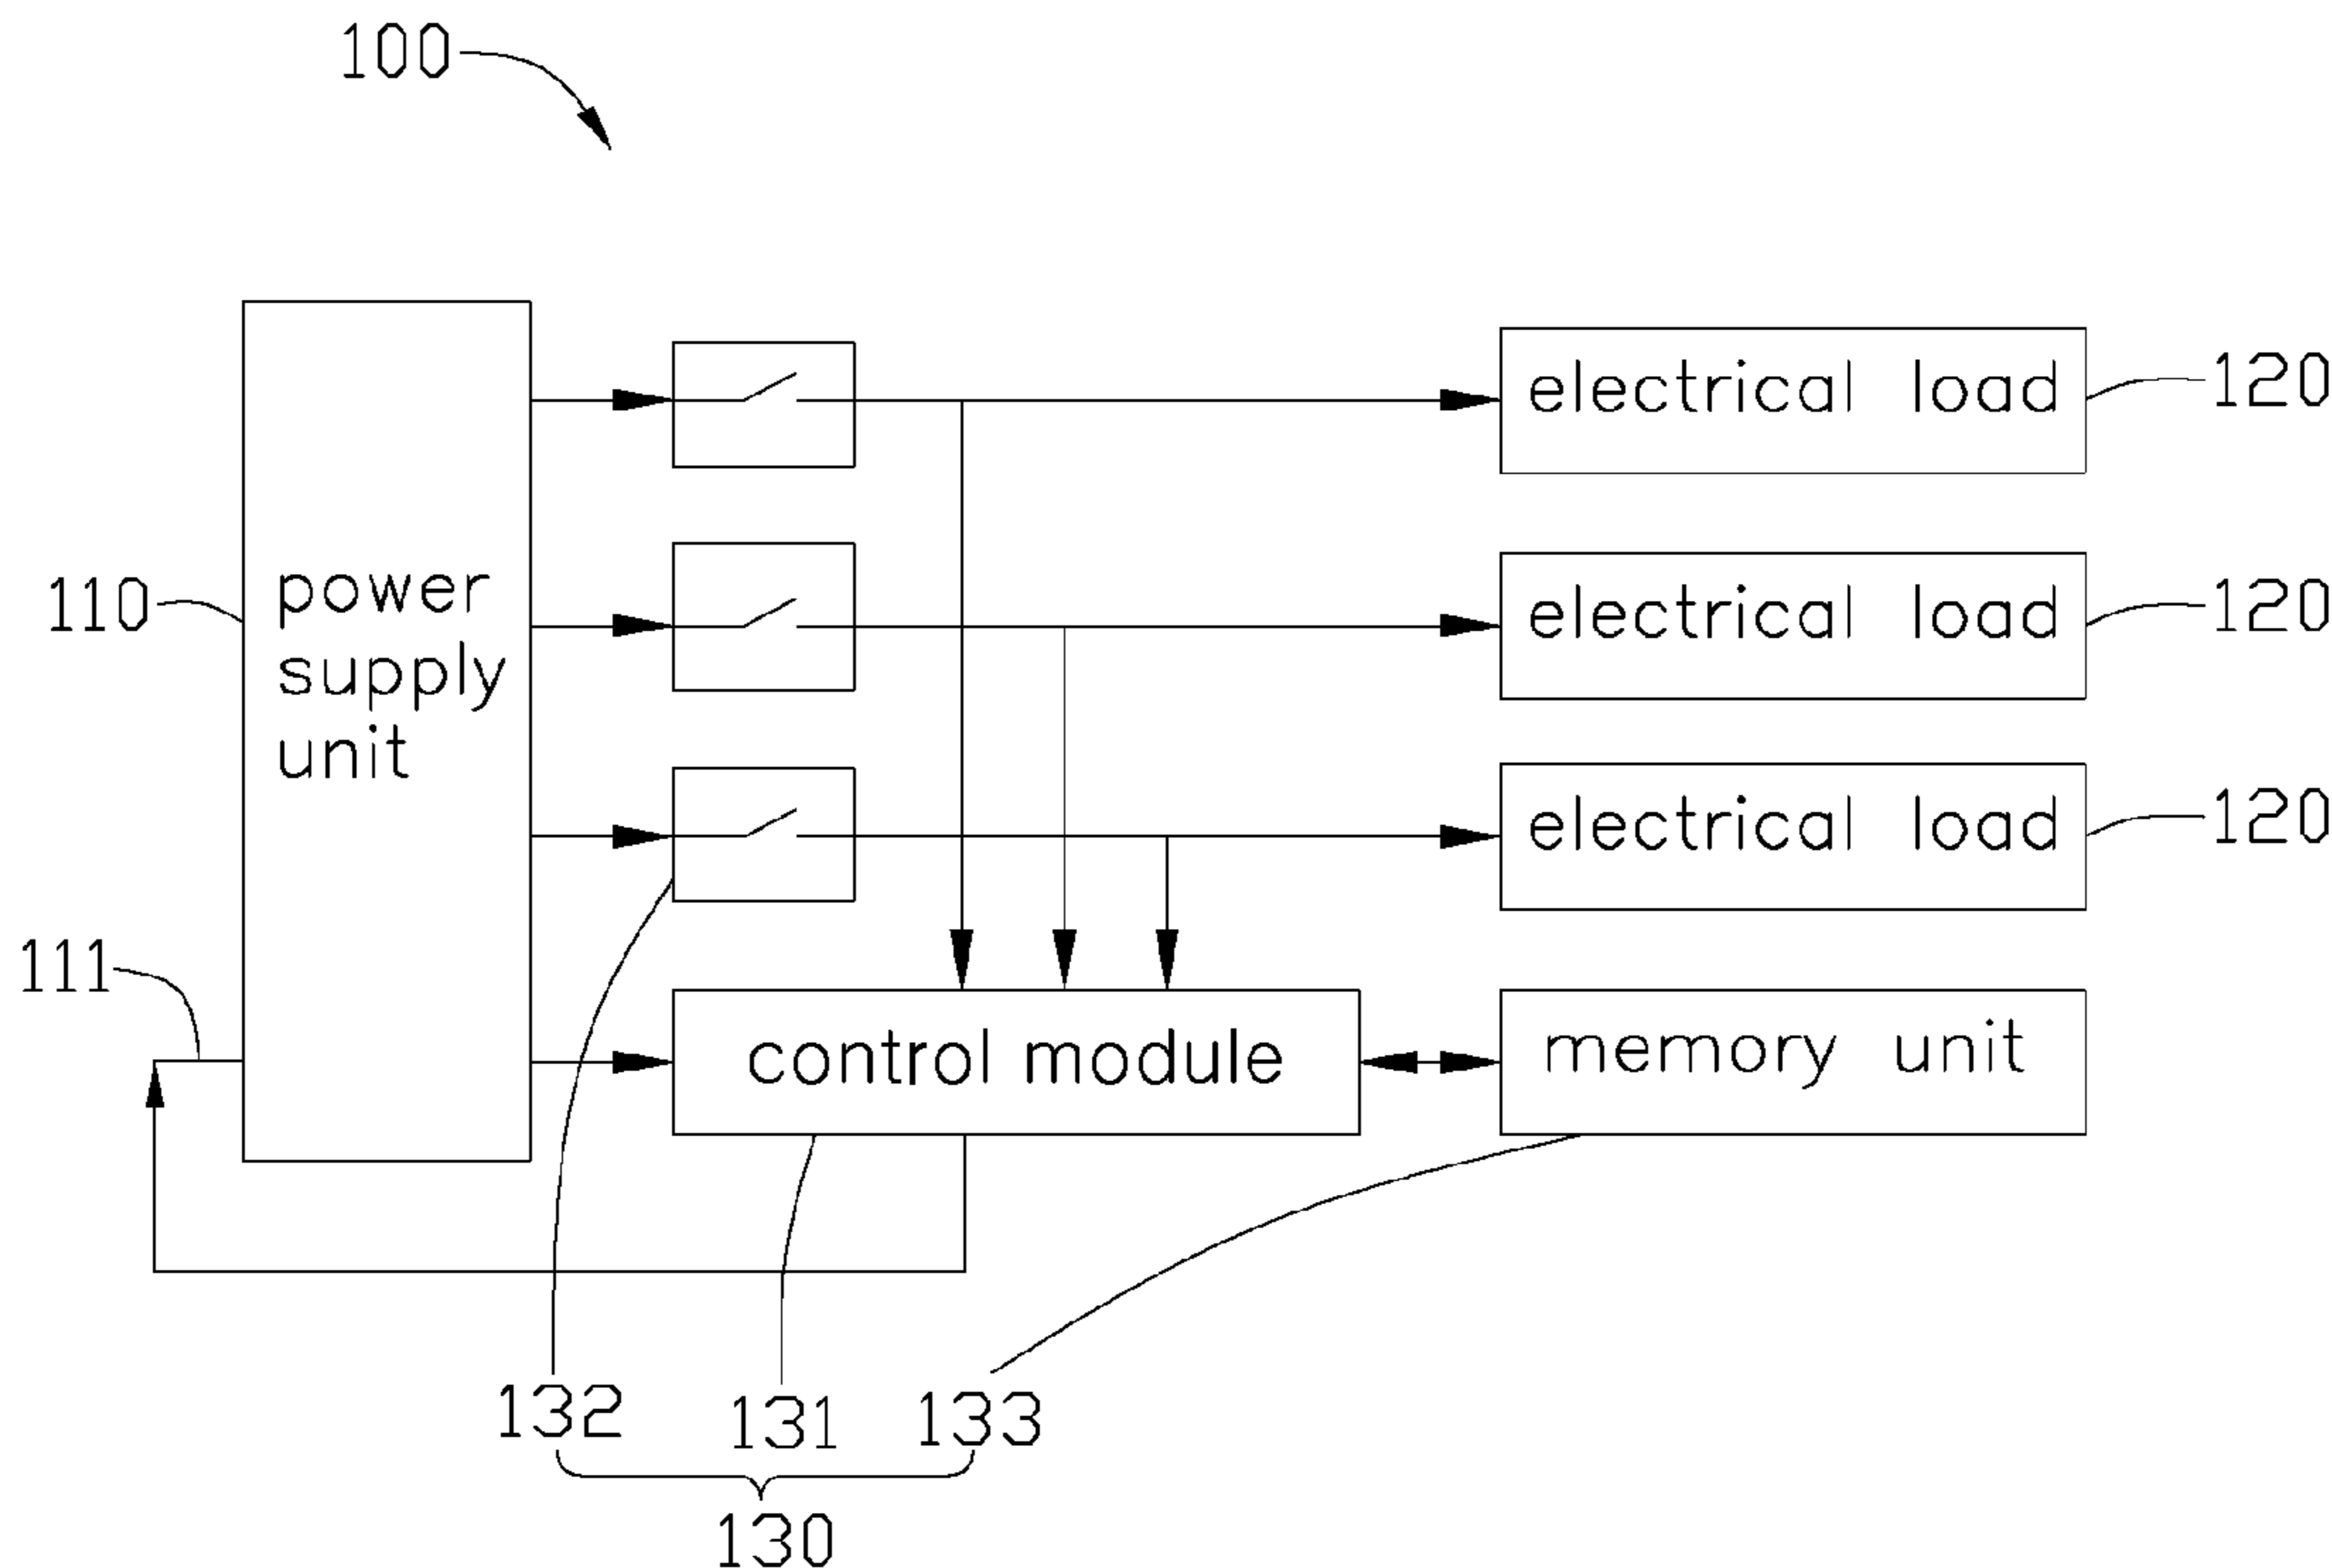 100
electrical load
120
110
power
supply
unit
electrical load
120
electrical load
120
111
control module
memory unit
132
131
133
130